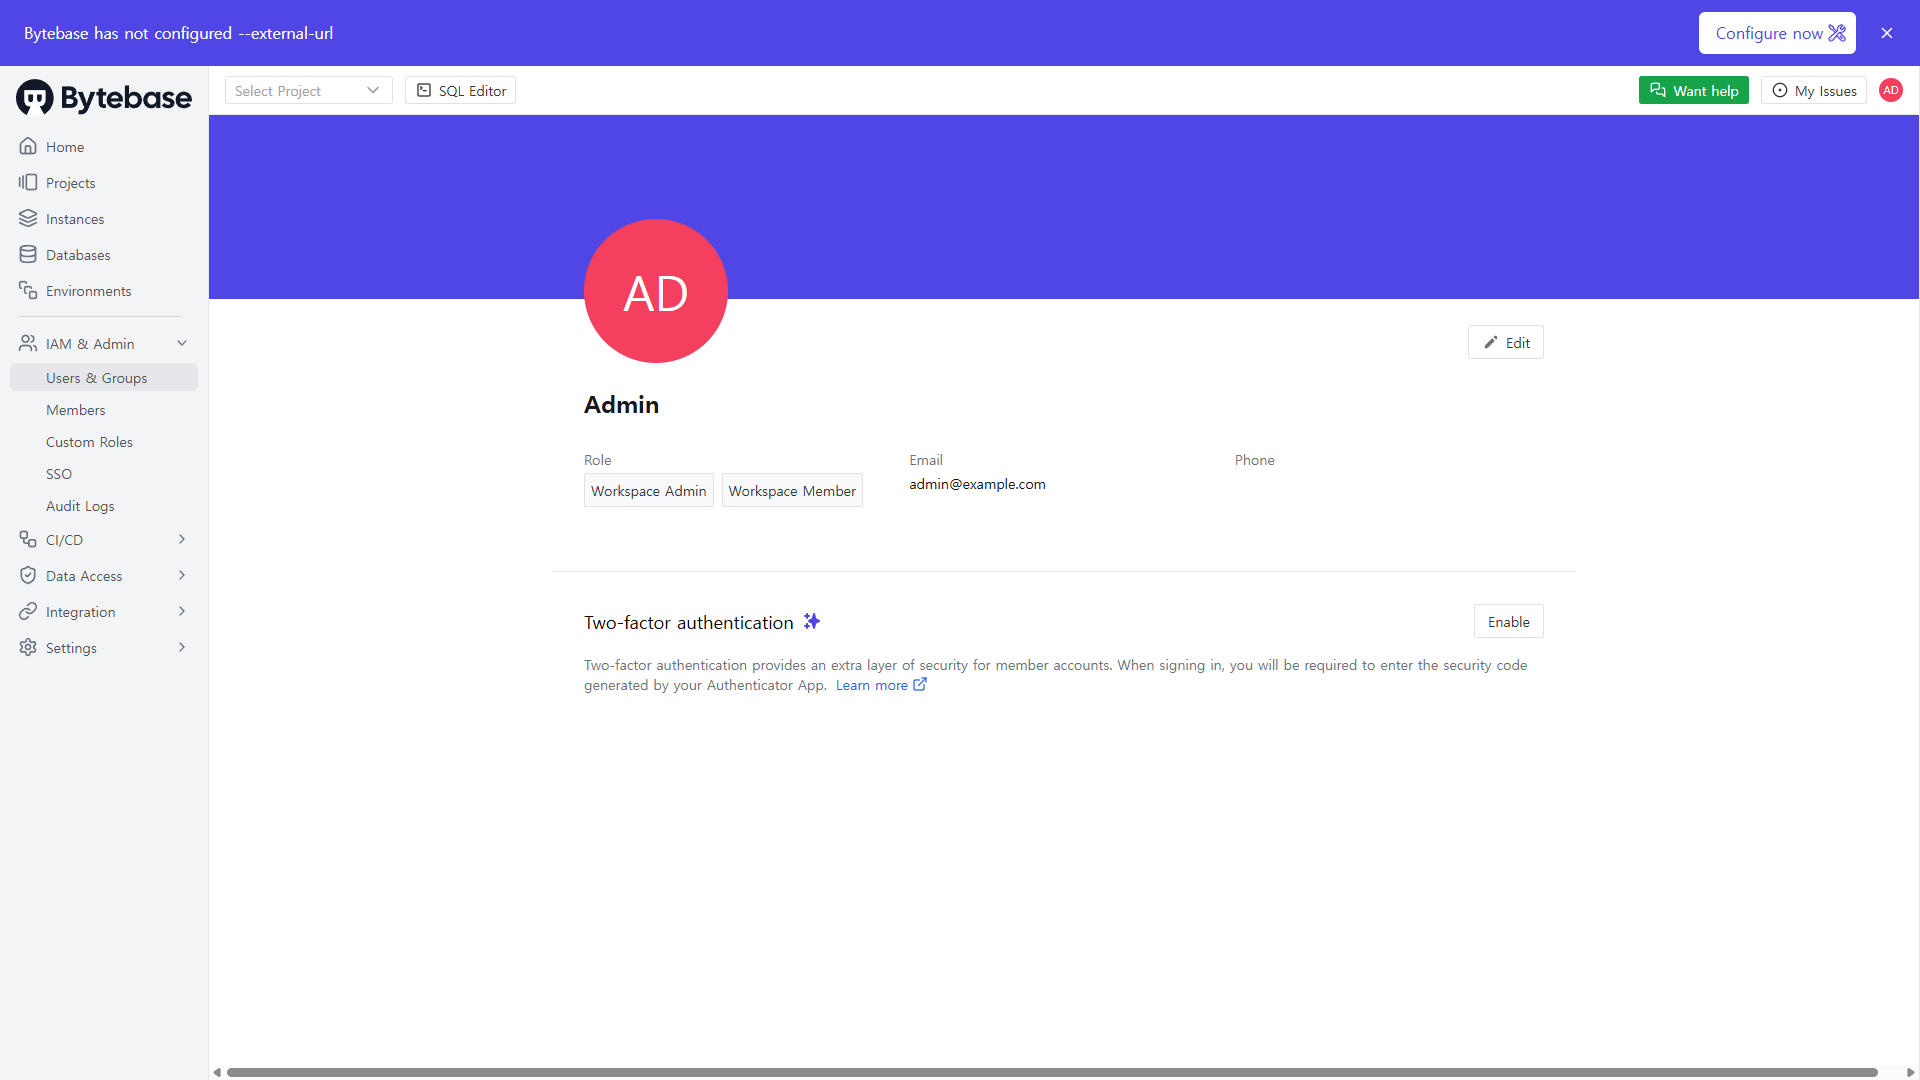 Bytebase has not configured --external-url
Configure now
Bytebase
Select Project
SQL Editor
Want help
My Issues
AD
Home
Projects
Instances
Databases
Environments
IAM & Admin
Users & Groups
Members
Custom Roles
SSO
Audit Logs
CI/CD
Data Access
Integration
Settings
AD
Edit
Admin
Role
Email
Phone
Workspace Admin
Workspace Member
admin@example.com
Two-factor authentication
Enable
Two-factor authentication provides an extra layer of security for member accounts. When signing in, you will be required to enter the security code
generated by your Authenticator App. Learn more